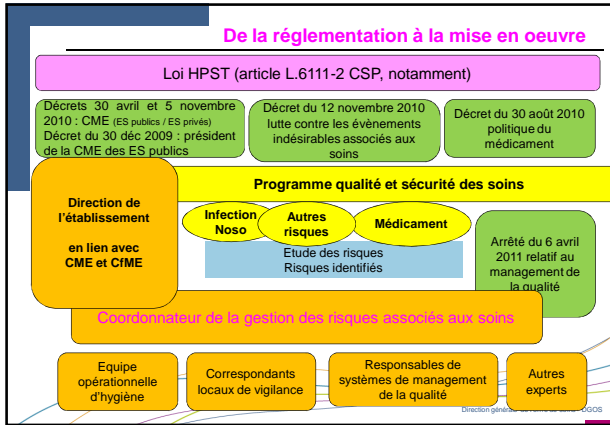 De la réglementation à la mise en oeuvre
Loi HPST (article L.6111-2 CSP, notamment)
Décrets 30 avril et 5 novembre
2010 : CME (ES publics / ES privés)
Décret du 30 déc 2009 : président
de la CME des ES publics
Décret du 12 novembre 2010
lutte contre les évènements
indésirables associés aux
soins
Décret du 30 août 2010
politique du
médicament
Direction de
l'établissement
en lien avec
CME et CfME
Programme qualité et sécurité des soins
Infection
Noso
Autres
risques
Médicament
Etude des risques
Risques identifiés
Arrêté du 6 avril
2011 relatif au
management de
la qualité
Coordonnateur de la gestion des risques associés aux soins
Equipe
opérationnelle
d'hygiène
Correspondants
locaux de vigilance
Responsables de
systèmes de management
de la qualité
Autres
experts
Direction générale DGOS